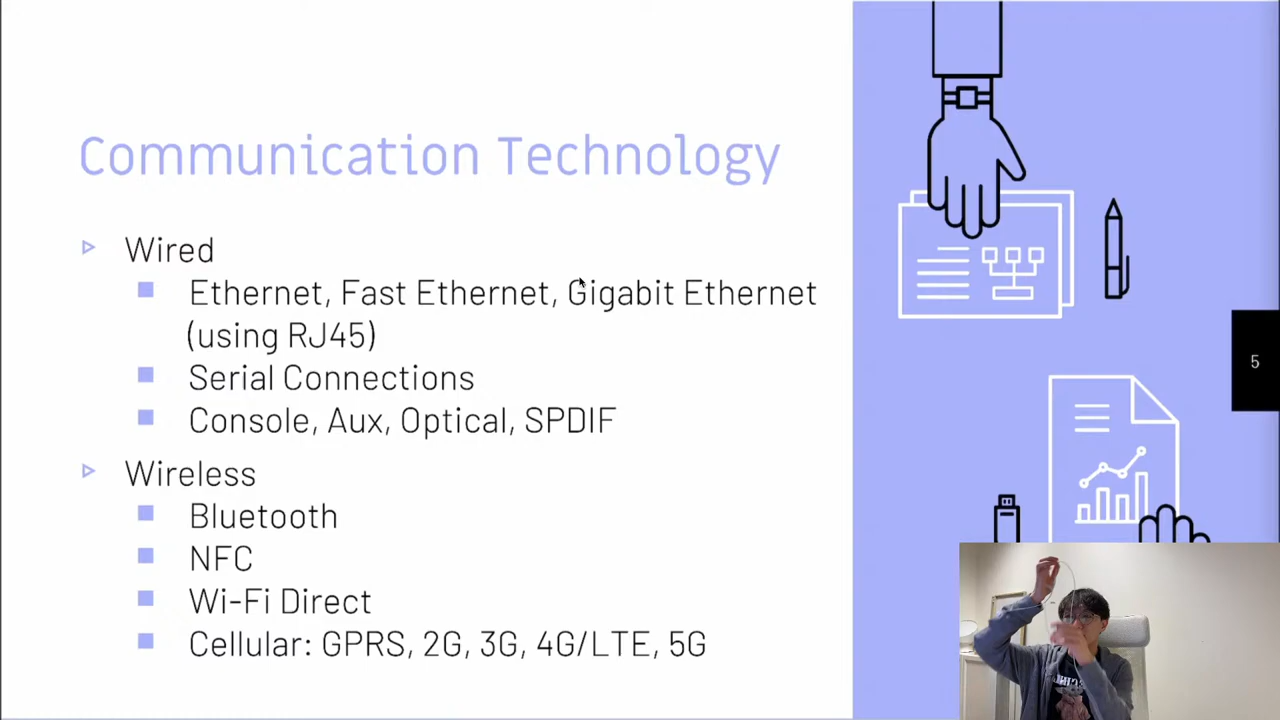 Communication Technology
Wired
Ethernet, Fast Ethernet, Gigabit Ethernet
(using RJ45)
Serial Connections
Console, Aux, Optical, SPDIF
Wireless
Bluetooth
NFC
Wi-Fi Direct
Cellular: GPRS, 2G, 3G, 4G/LTE, 5G
5